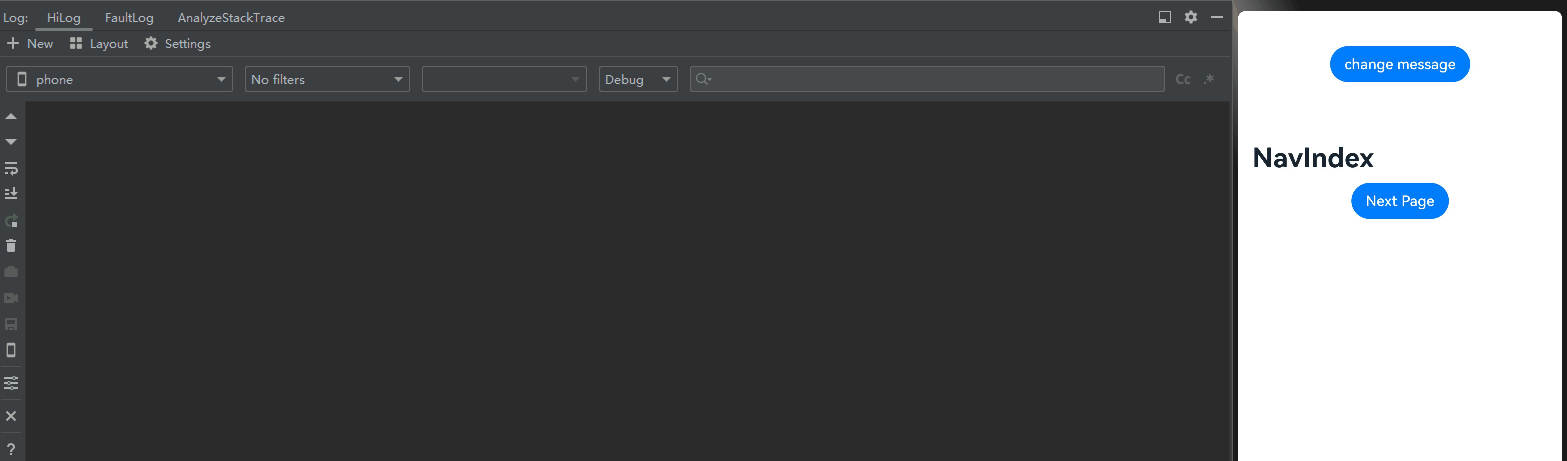 Log: HiLog FaultLog AnalyzeStackTrace
New Layout Settings
phone No filters Debug Cc .*
change message
NavIndex
Next Page
?